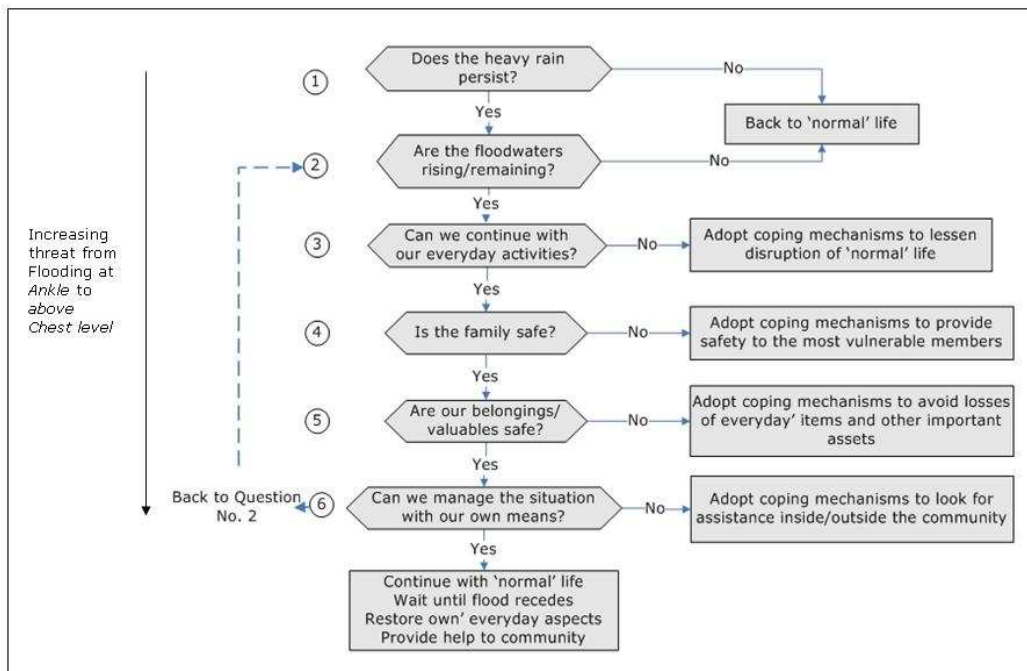 Does the heavy rain
persist?
No
1
Yes
Back to ‘normal’ life
Are the floodwaters
rising/remaining?
No
2
Yes
Increasing
threat from
Flooding at
Ankle to
above
Chest level
3
Can we continue with
our everyday activities?
No
Adopt coping mechanisms to lessen
disruption of ‘normal’ life
Yes
4
Is the family safe?
No
Adopt coping mechanisms to provide
safety to the most vulnerable members
Yes
5
Are our belongings/
valuables safe?
No
Adopt coping mechanisms to avoid losses
of everyday’ items and other important
assets
Yes
Back to Question
No. 2
6
Can we manage the situation
with our own means?
No
Adopt coping mechanisms to look for
assistance inside/outside the community
Yes
Continue with ‘normal’ life
Wait until flood recedes
Restore own’ everyday aspects
Provide help to community